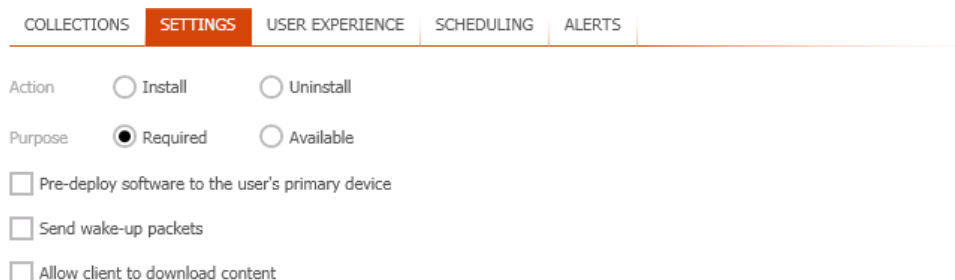 COLLECTIONS SETTINGS USER EXPERIENCE SCHEDULING ALERTS
Action Install Uninstall
Purpose Required Available
Pre-deploy software to the user's primary device
Send wake-up packets
Allow client to download content